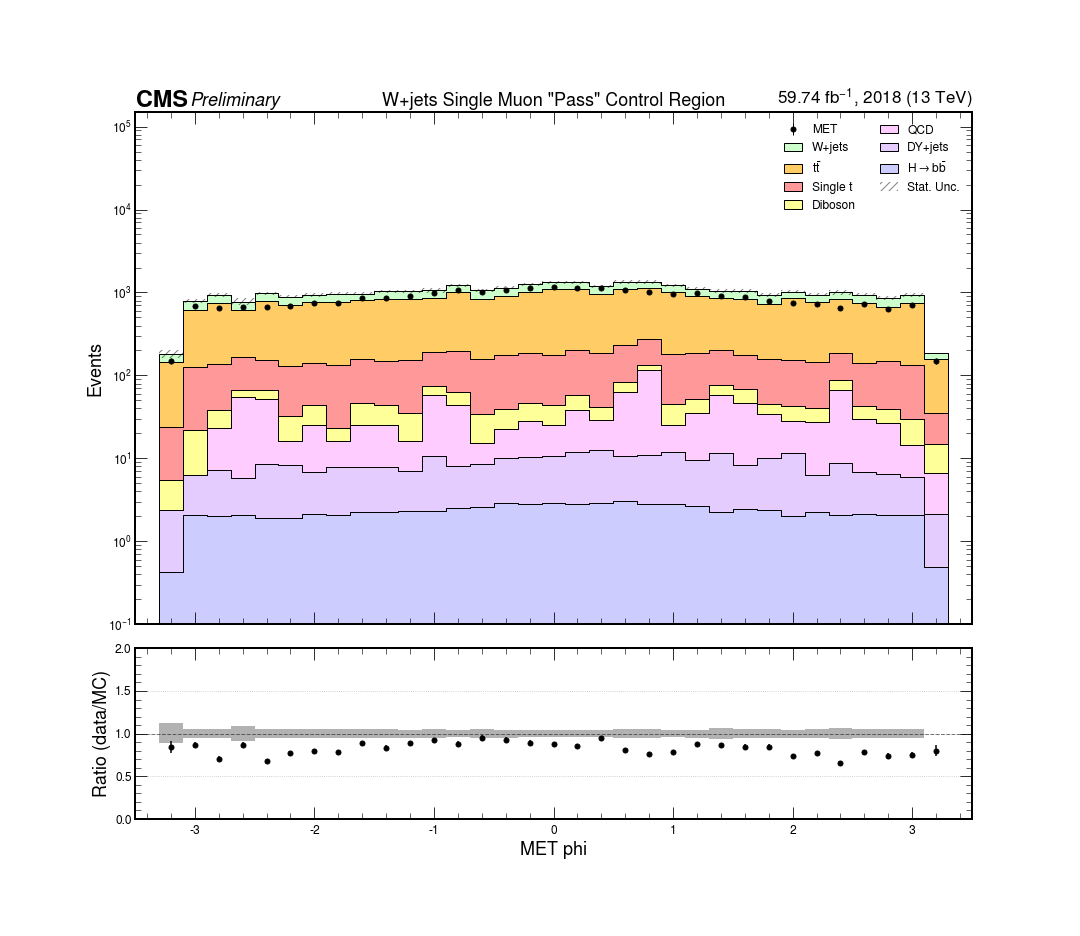 CMS Preliminary W+jets Single Muon "Pass" Control Region 59.74 fb⁻¹, 2018 (13 TeV)
MET QCD
W+jets DY+jets
tt̄ H→bb̄
Single t Stat. Unc.
Diboson
Events
10⁵
10⁴
10³
10²
10¹
10⁰
10⁻¹
Ratio (data/MC)
2.0
1.5
1.0
0.5
0.0
-3 -2 -1 0 1 2 3
MET phi